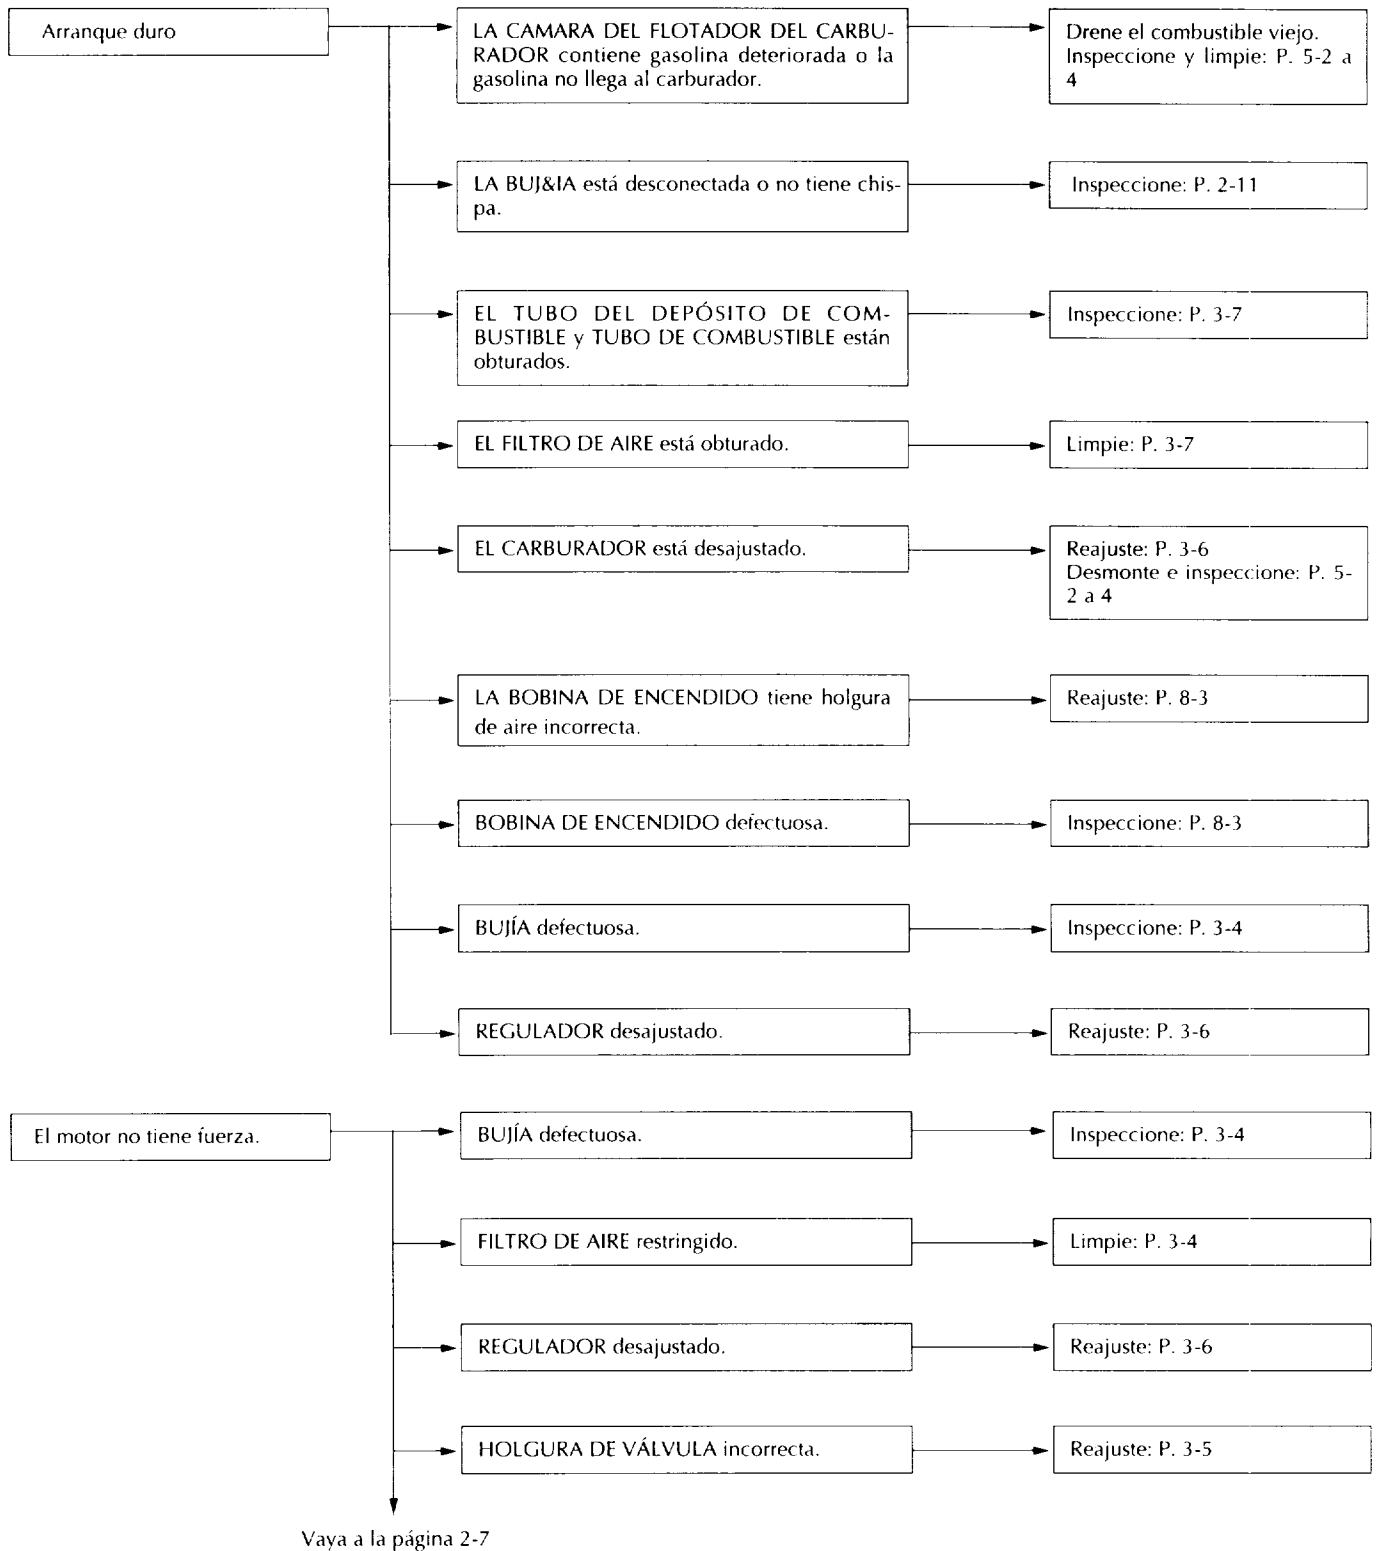 Arranque duro
LA CAMARA DEL FLOTADOR DEL CARBU-
RADOR contiene gasolina deteriorada o la
gasolina no llega al carburador.
Drene el combustible viejo.
Inspeccione y limpie: P. 5-2 a
4
LA BUJ&IA está desconectada o no tiene chis-
pa.
Inspeccione: P. 2-11
EL TUBO DEL DEPÓSITO DE COM-
BUSTIBLE y TUBO DE COMBUSTIBLE están
obturados.
Inspeccione: P. 3-7
EL FILTRO DE AIRE está obturado.
Limpie: P. 3-7
EL CARBURADOR está desajustado.
Reajuste: P. 3-6
Desmonte e inspeccione: P. 5-
2 a 4
LA BOBINA DE ENCENDIDO tiene holgura
de aire incorrecta.
Reajuste: P. 8-3
BOBINA DE ENCENDIDO defectuosa.
Inspeccione: P. 8-3
BUJÍA defectuosa.
Inspeccione: P. 3-4
REGULADOR desajustado.
Reajuste: P. 3-6
El motor no tiene fuerza.
BUJÍA defectuosa.
Inspeccione: P. 3-4
FILTRO DE AIRE restringido.
Limpie: P. 3-4
REGULADOR desajustado.
Reajuste: P. 3-6
HOLGURA DE VÁLVULA incorrecta.
Reajuste: P. 3-5
Vaya a la página 2-7